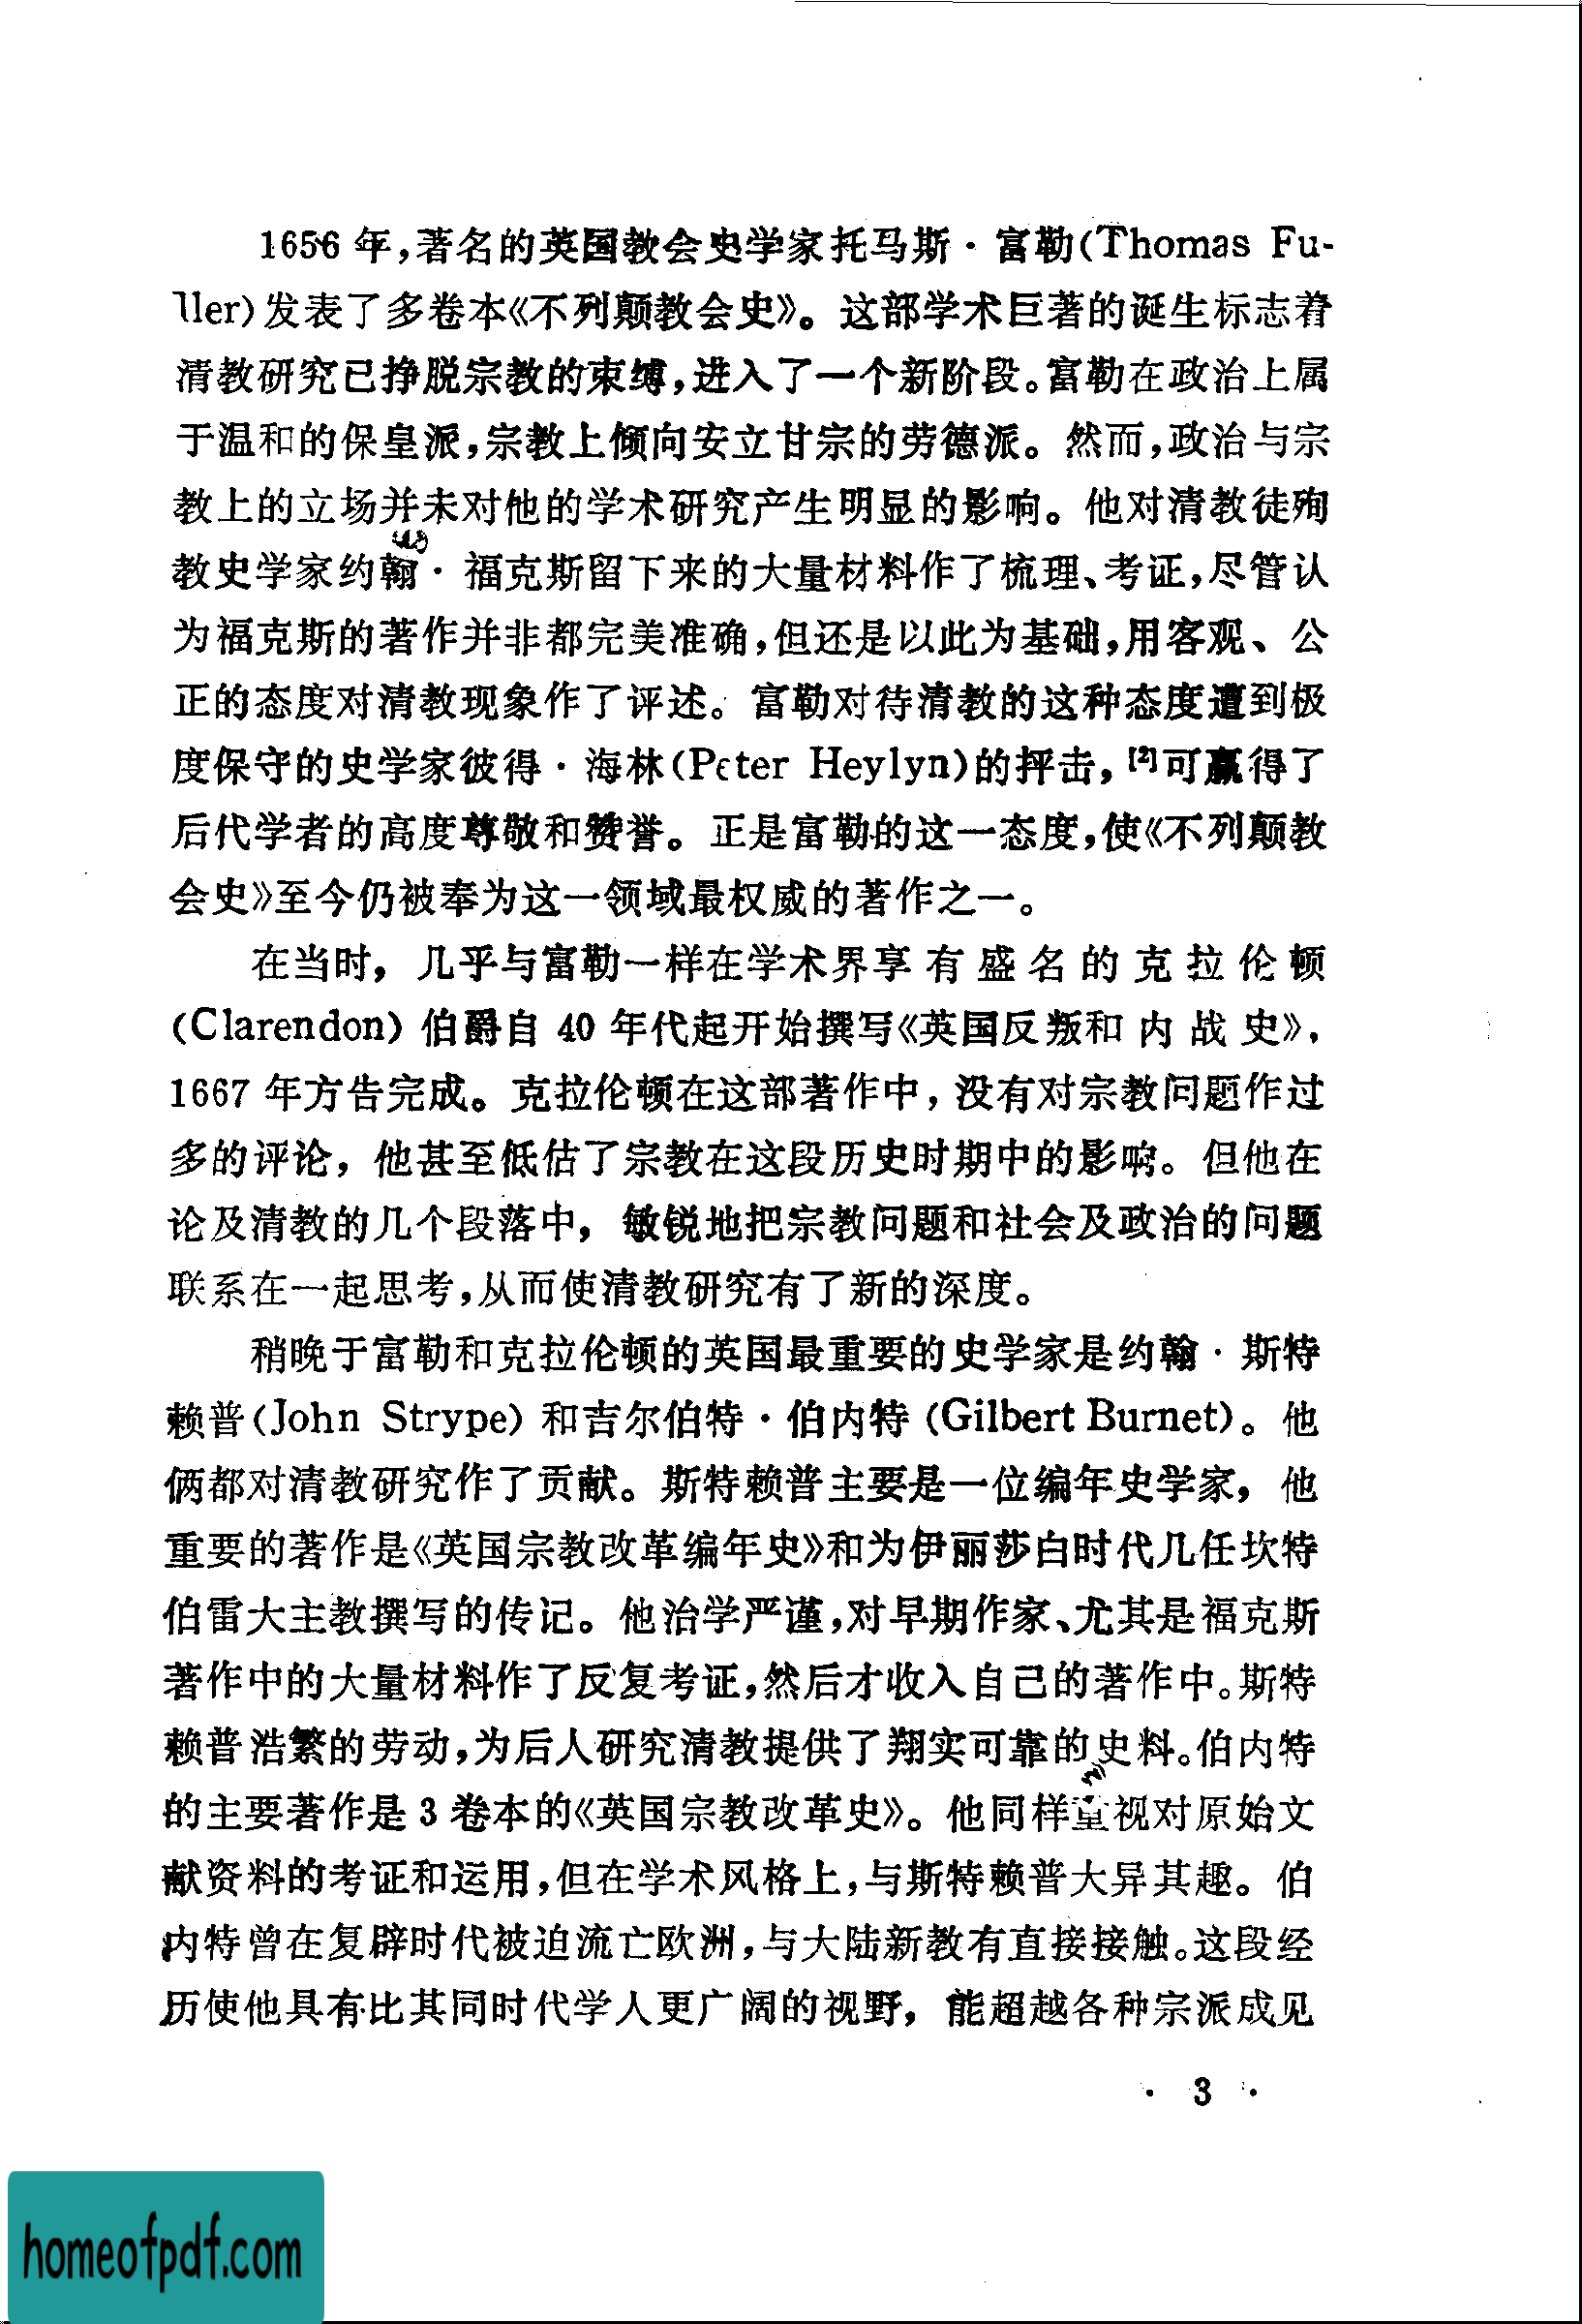 1656 年，著名的英国教会史学家托马斯·富勒(Thomas Fu-
ller)发表了多卷本《不列颠教会史》。这部学术巨著的诞生标志着
清教研究已挣脱宗教的束缚，进入了一个新阶段。富勒在政治上属
于温和的保皇派，宗教上倾向安立甘宗的劳德派。然而，政治与宗
教上的立场并未对他的学术研究产生明显的影响。他对清教徒殉
教史学家约翰·福克斯留下来的大量材料作了梳理、考证，尽管认
为福克斯的著作并非都完美准确，但还是以此为基础，用客观、公
正的态度对清教现象作了评述。富勒对待清教的这种态度遭到极
度保守的史学家彼得·海林(Peter Heylyn)的抨击，[2]可赢得了
后代学者的高度尊敬和赞誉。正是富勒的这一态度，使《不列颠教
会史》至今仍被奉为这一领域最权威的著作之一。
在当时，几乎与富勒一样在学术界享有盛名的克拉伦顿
(Clarendon)伯爵自 40 年代起开始撰写《英国反叛和内战史》，
1667 年方告完成。克拉伦顿在这部著作中，没有对宗教问题作过
多的评论，他甚至低估了宗教在这段历史时期中的影响。但他在
论及清教的几个段落中，敏锐地把宗教问题和社会及政治的问题
联系在一起思考，从而使清教研究有了新的深度。
稍晚于富勒和克拉伦顿的英国最重要的史学家是约翰·斯特
赖普(John Strype)和吉尔伯特·伯内特(Gilbert Burnet)。他
俩都对清教研究作了贡献。斯特赖普主要是一位编年史学家，他
重要的著作是《英国宗教改革编年史》和为伊丽莎白时代几任坎特
伯雷大主教撰写的传记。他治学严谨，对早期作家、尤其是福克斯
著作中的大量材料作了反复考证，然后才收入自己的著作中。斯特
赖普浩繁的劳动，为后人研究清教提供了翔实可靠的史料。伯内特
的主要著作是 3 卷本的《英国宗教改革史》。他同样重视对原始文
献资料的考证和运用，但在学术风格上，与斯特赖普大异其趣。伯
内特曾在复辟时代被迫流亡欧洲，与大陆新教有直接接触。这段经
历使他具有比其同时代学人更广阔的视野，能超越各种宗派成见
· 3 ·
homeofpdf.com